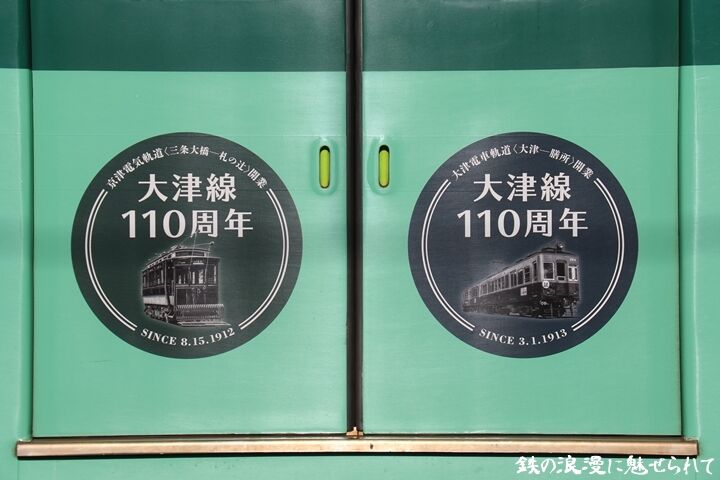 京津電気軌道〈三条大橋―札の辻〉開業
大津線
110周年
SINCE 8.15.1912
大津電車軌道〈大津―膳所〉開業
大津線
110周年
SINCE 3.1.1913
鉄の浪漫に魅せられて